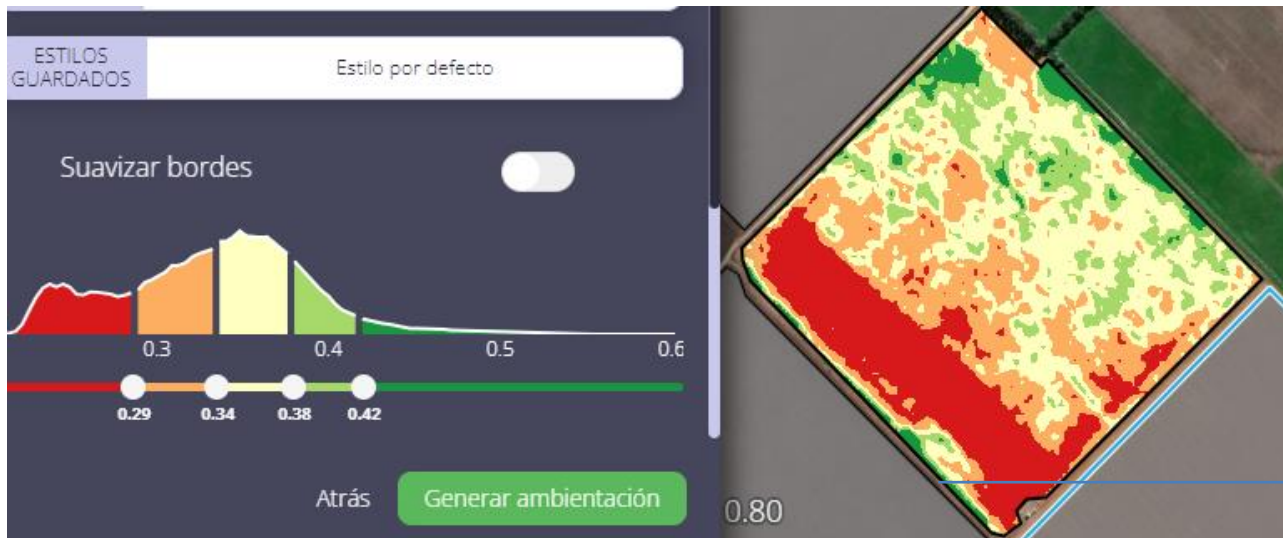 ESTILOS
GUARDADOS
Estilo por defecto
Suavizar bordes
0.3 0.4 0.5 0.6
0.29 0.34 0.38 0.42
Atrás Generar ambientación
0.80